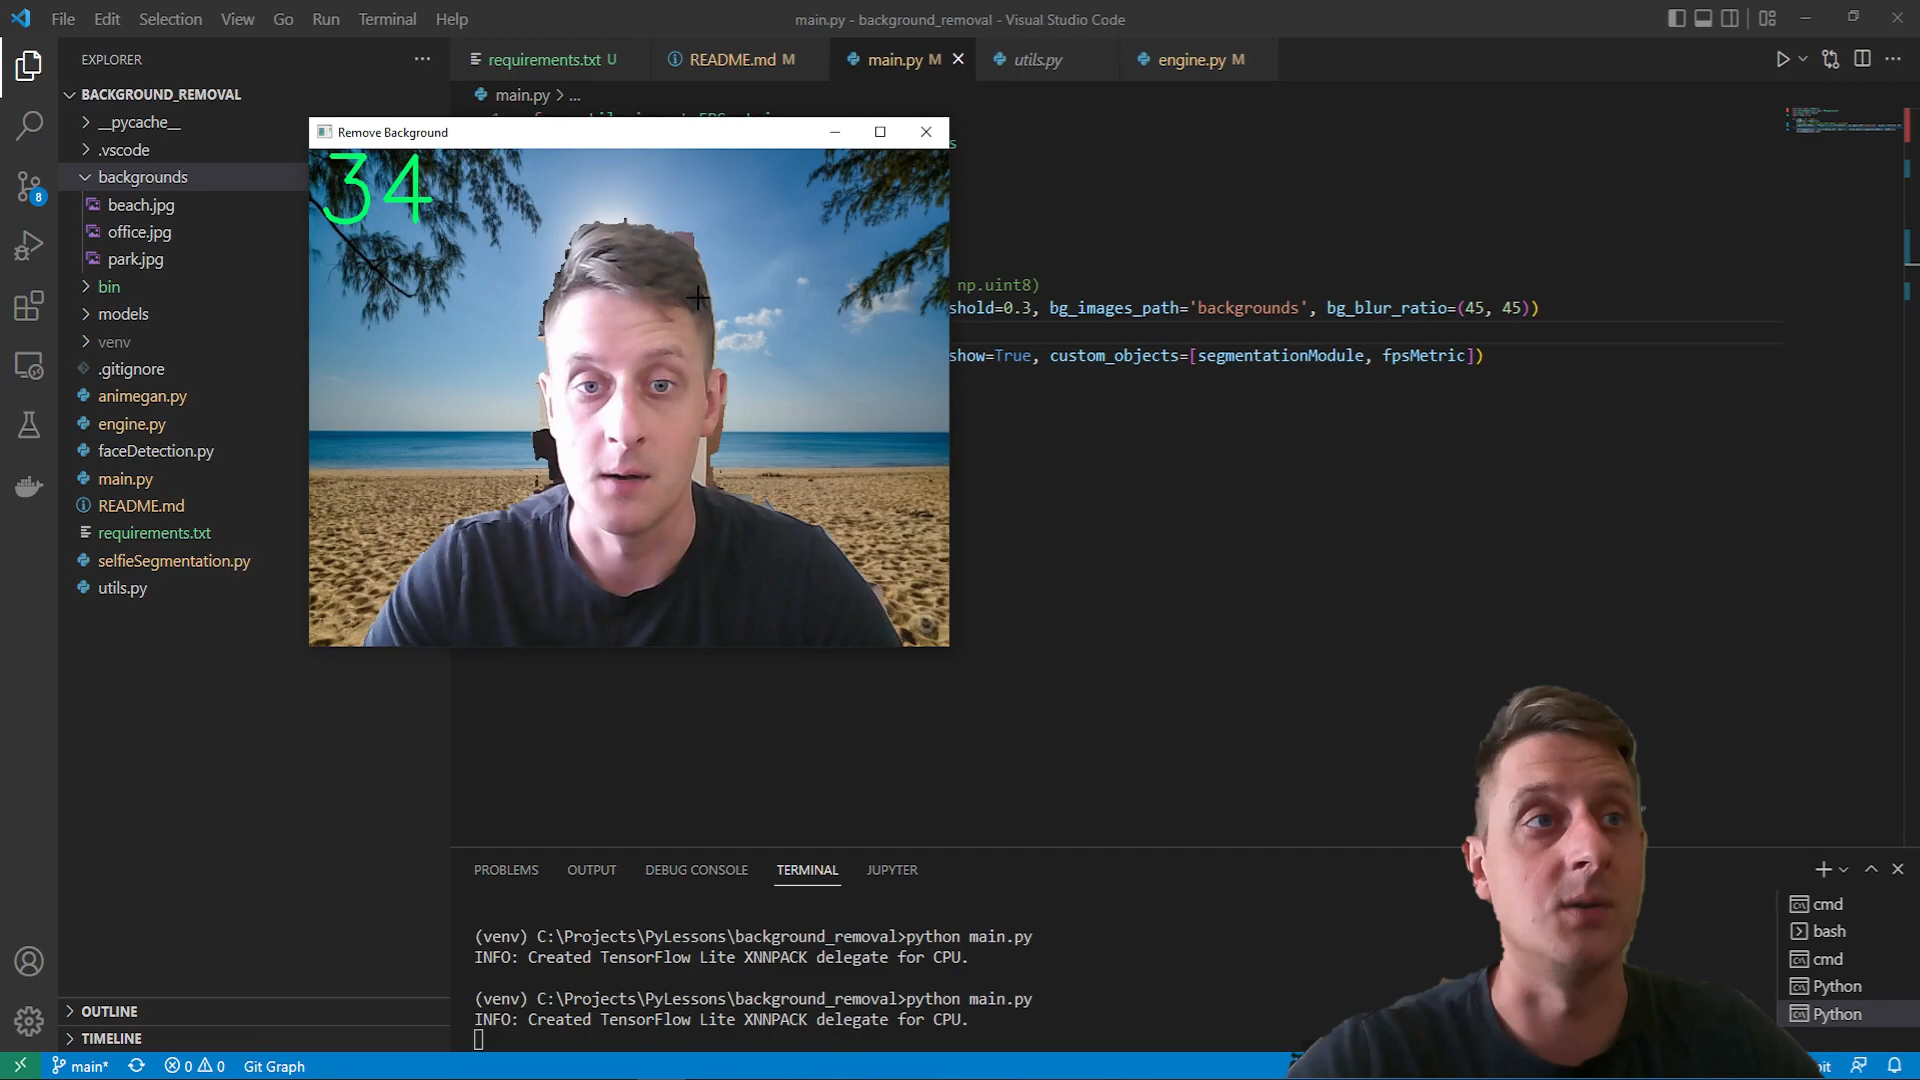 File Edit Selection View Go Run Terminal Help
main.py - background_removal - Visual Studio Code
EXPLORER
requirements.txt U
README.md M
main.py M
utils.py
engine.py M
BACKGROUND_REMOVAL
main.py > ...
__pycache__
.vscode
backgrounds
beach.jpg
office.jpg
park.jpg
bin
models
venv
.gitignore
animegan.py
engine.py
faceDetection.py
main.py
README.md
requirements.txt
selfieSegmentation.py
utils.py
8
Remove Background
34
np.uint8)
shold=0.3, bg_images_path='backgrounds', bg_blur_ratio=(45, 45))
show=True, custom_objects=[segmentationModule, fpsMetric])
PROBLEMS OUTPUT DEBUG CONSOLE TERMINAL JUPYTER
(venv) C:\Projects\PyLessons\background_removal>python main.py
INFO: Created TensorFlow Lite XNNPACK delegate for CPU.
(venv) C:\Projects\PyLessons\background_removal>python main.py
INFO: Created TensorFlow Lite XNNPACK delegate for CPU.
cmd
bash
cmd
Python
Python
OUTLINE
TIMELINE
main* 0 0 Git Graph